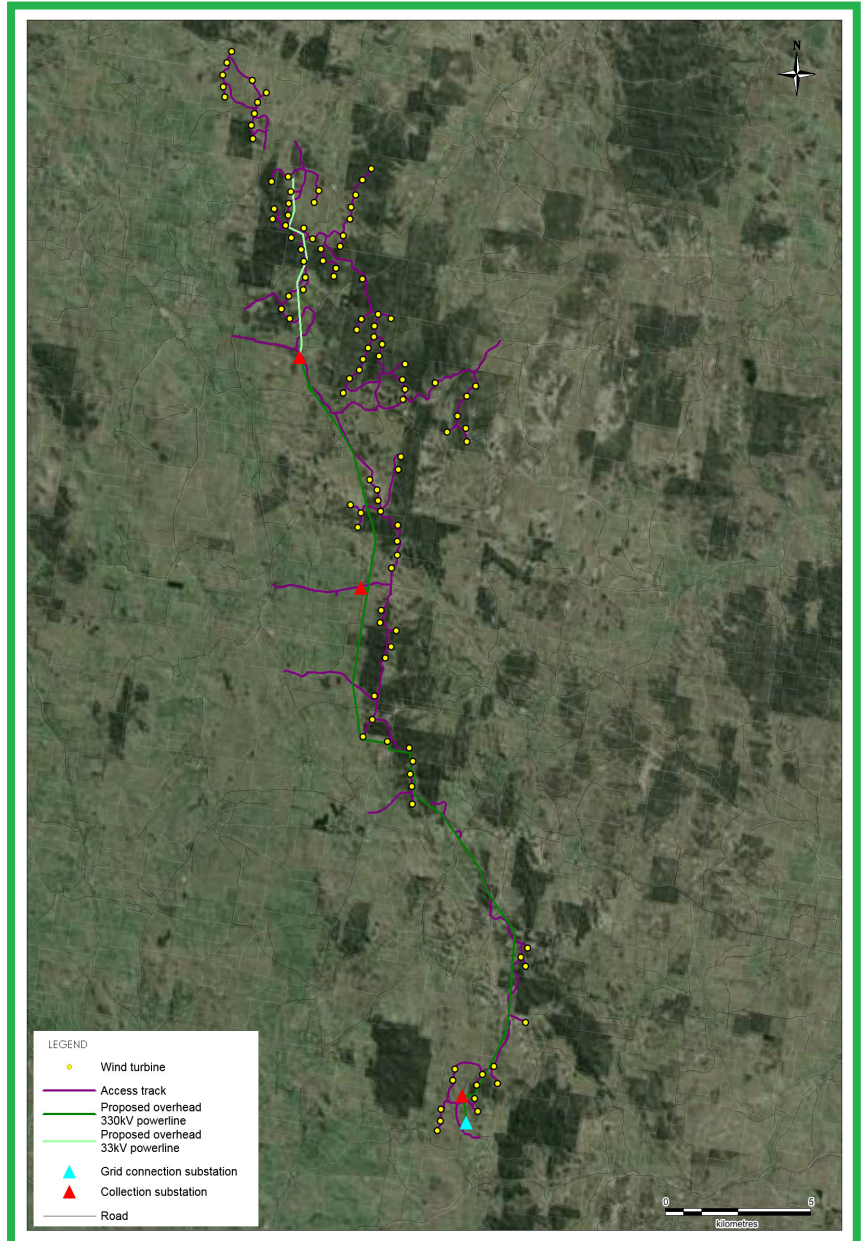 N
LEGEND
Wind turbine
Access track
Proposed overhead
330kV powerline
Proposed overhead
33kV powerline
Grid connection substation
Collection substation
Road
0 5
kilometres